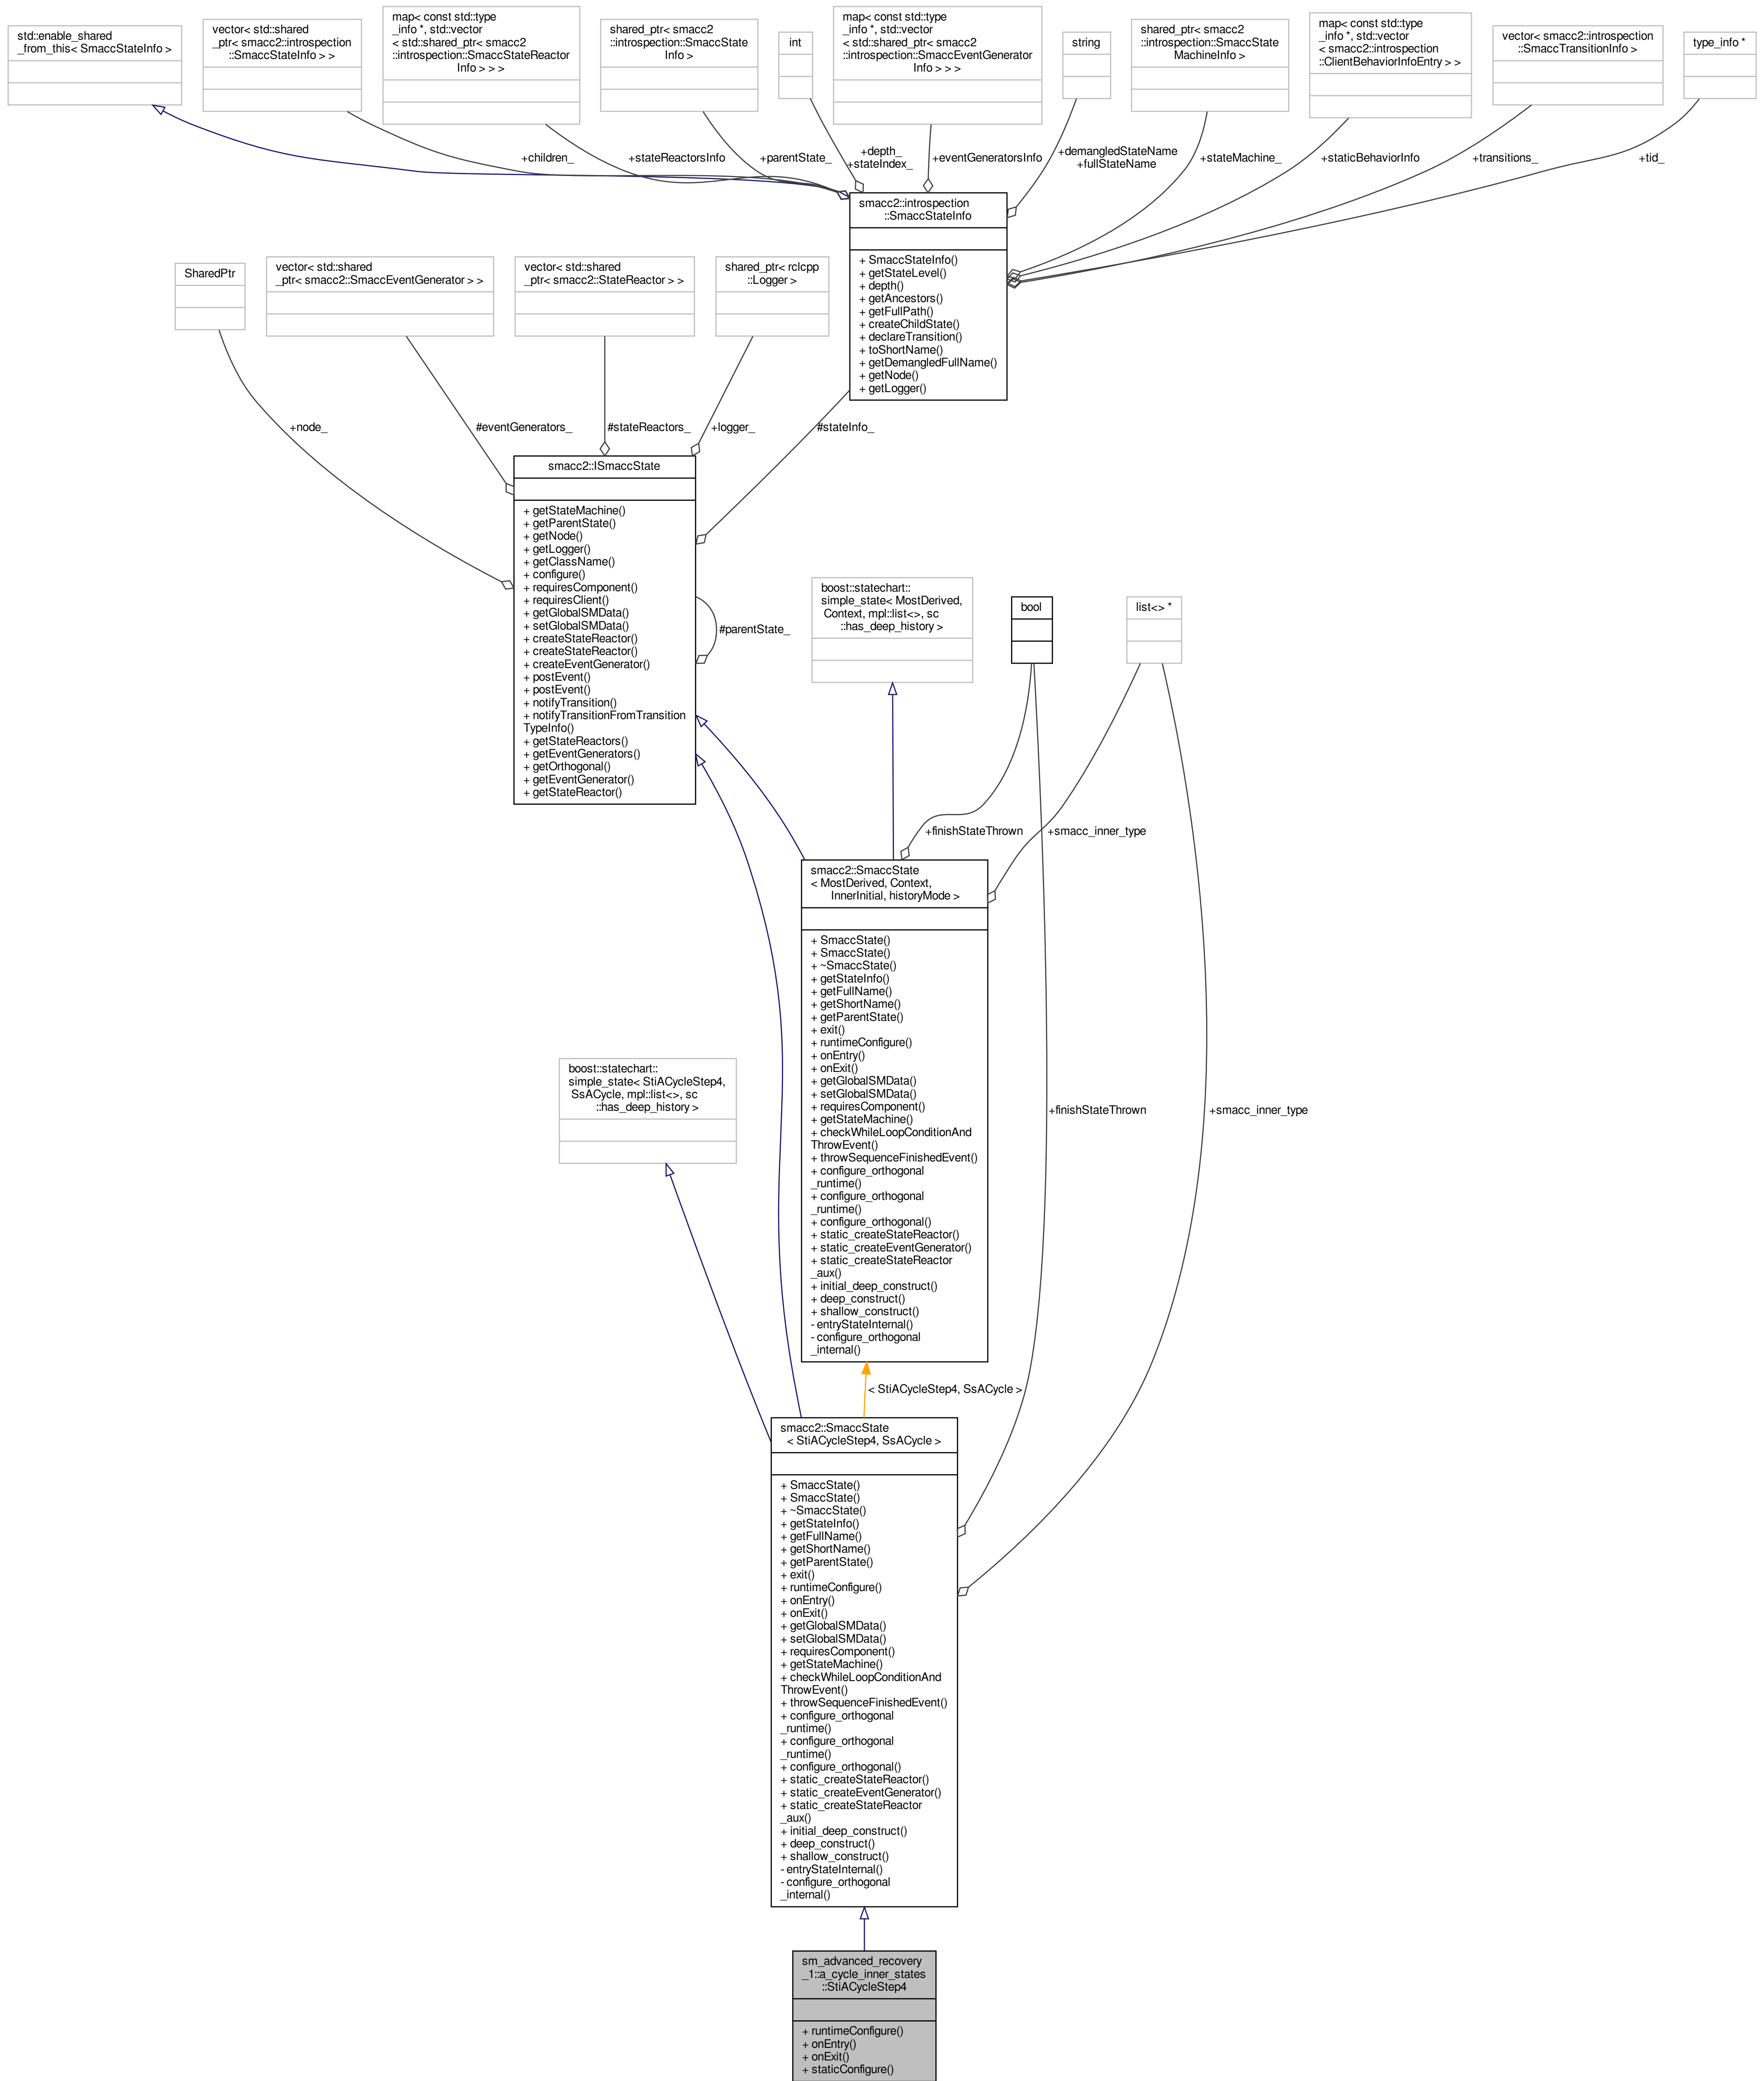 std::enable_shared
_from_this< SmaccStateInfo >
vector< std::shared
_ptr< smacc2::introspection
::SmaccStateInfo > >
map< const std::type
_info *, std::vector
< std::shared_ptr< smacc2
::introspection::SmaccStateReactor
Info > > >
shared_ptr< smacc2
::introspection::SmaccState
Info >
int
map< const std::type
_info *, std::vector
< std::shared_ptr< smacc2
::introspection::SmaccEventGenerator
Info > > >
string
shared_ptr< smacc2
::introspection::SmaccState
MachineInfo >
map< const std::type
_info *, std::vector
< smacc2::introspection
::ClientBehaviorInfoEntry > >
vector< smacc2::introspection
::SmaccTransitionInfo >
type_info *
+children_
+stateReactorsInfo
+parentState_
+depth_
+stateIndex_
+eventGeneratorsInfo
+demangledStateName
+fullStateName
+stateMachine_
+staticBehaviorInfo
+transitions_
+tid_
smacc2::introspection
::SmaccStateInfo
+ SmaccStateInfo()
+ getStateLevel()
+ depth()
+ getAncestors()
+ getFullPath()
+ createChildState()
+ declareTransition()
+ toShortName()
+ getDemangledFullName()
+ getNode()
+ getLogger()
SharedPtr
vector< std::shared
_ptr< smacc2::SmaccEventGenerator > >
vector< std::shared
_ptr< smacc2::StateReactor > >
shared_ptr< rclcpp
::Logger >
+node_
#eventGenerators_
#stateReactors_
+logger_
#stateInfo_
smacc2::ISmaccState
+ getStateMachine()
+ getParentState()
+ getNode()
+ getLogger()
+ getClassName()
+ configure()
+ requiresComponent()
+ requiresClient()
+ getGlobalSMData()
+ setGlobalSMData()
+ createStateReactor()
+ createStateReactor()
+ createEventGenerator()
+ postEvent()
+ postEvent()
+ notifyTransition()
+ notifyTransitionFromTransition
TypeInfo()
+ getStateReactors()
+ getEventGenerators()
+ getOrthogonal()
+ getEventGenerator()
+ getStateReactor()
#parentState_
boost::statechart::
simple_state< MostDerived,
Context, mpl::list<>, sc
::has_deep_history >
bool
list<> *
+finishStateThrown
+smacc_inner_type
smacc2::SmaccState
< MostDerived, Context,
InnerInitial, historyMode >
+ SmaccState()
+ SmaccState()
+ ~SmaccState()
+ getStateInfo()
+ getFullName()
+ getShortName()
+ getParentState()
+ exit()
+ runtimeConfigure()
+ onEntry()
+ onExit()
+ getGlobalSMData()
+ setGlobalSMData()
+ requiresComponent()
+ getStateMachine()
+ checkWhileLoopConditionAnd
ThrowEvent()
+ throwSequenceFinishedEvent()
+ configure_orthogonal
_runtime()
+ configure_orthogonal
_runtime()
+ configure_orthogonal()
+ static_createStateReactor()
+ static_createEventGenerator()
+ static_createStateReactor
_aux()
+ initial_deep_construct()
+ deep_construct()
+ shallow_construct()
- entryStateInternal()
- configure_orthogonal
_internal()
boost::statechart::
simple_state< StiACycleStep4,
SsACycle, mpl::list<>, sc
::has_deep_history >
+finishStateThrown
+smacc_inner_type
< StiACycleStep4, SsACycle >
smacc2::SmaccState
< StiACycleStep4, SsACycle >
+ SmaccState()
+ SmaccState()
+ ~SmaccState()
+ getStateInfo()
+ getFullName()
+ getShortName()
+ getParentState()
+ exit()
+ runtimeConfigure()
+ onEntry()
+ onExit()
+ getGlobalSMData()
+ setGlobalSMData()
+ requiresComponent()
+ getStateMachine()
+ checkWhileLoopConditionAnd
ThrowEvent()
+ throwSequenceFinishedEvent()
+ configure_orthogonal
_runtime()
+ configure_orthogonal
_runtime()
+ configure_orthogonal()
+ static_createStateReactor()
+ static_createEventGenerator()
+ static_createStateReactor
_aux()
+ initial_deep_construct()
+ deep_construct()
+ shallow_construct()
- entryStateInternal()
- configure_orthogonal
_internal()
sm_advanced_recovery
_1::a_cycle_inner_states
::StiACycleStep4
+ runtimeConfigure()
+ onEntry()
+ onExit()
+ staticConfigure()